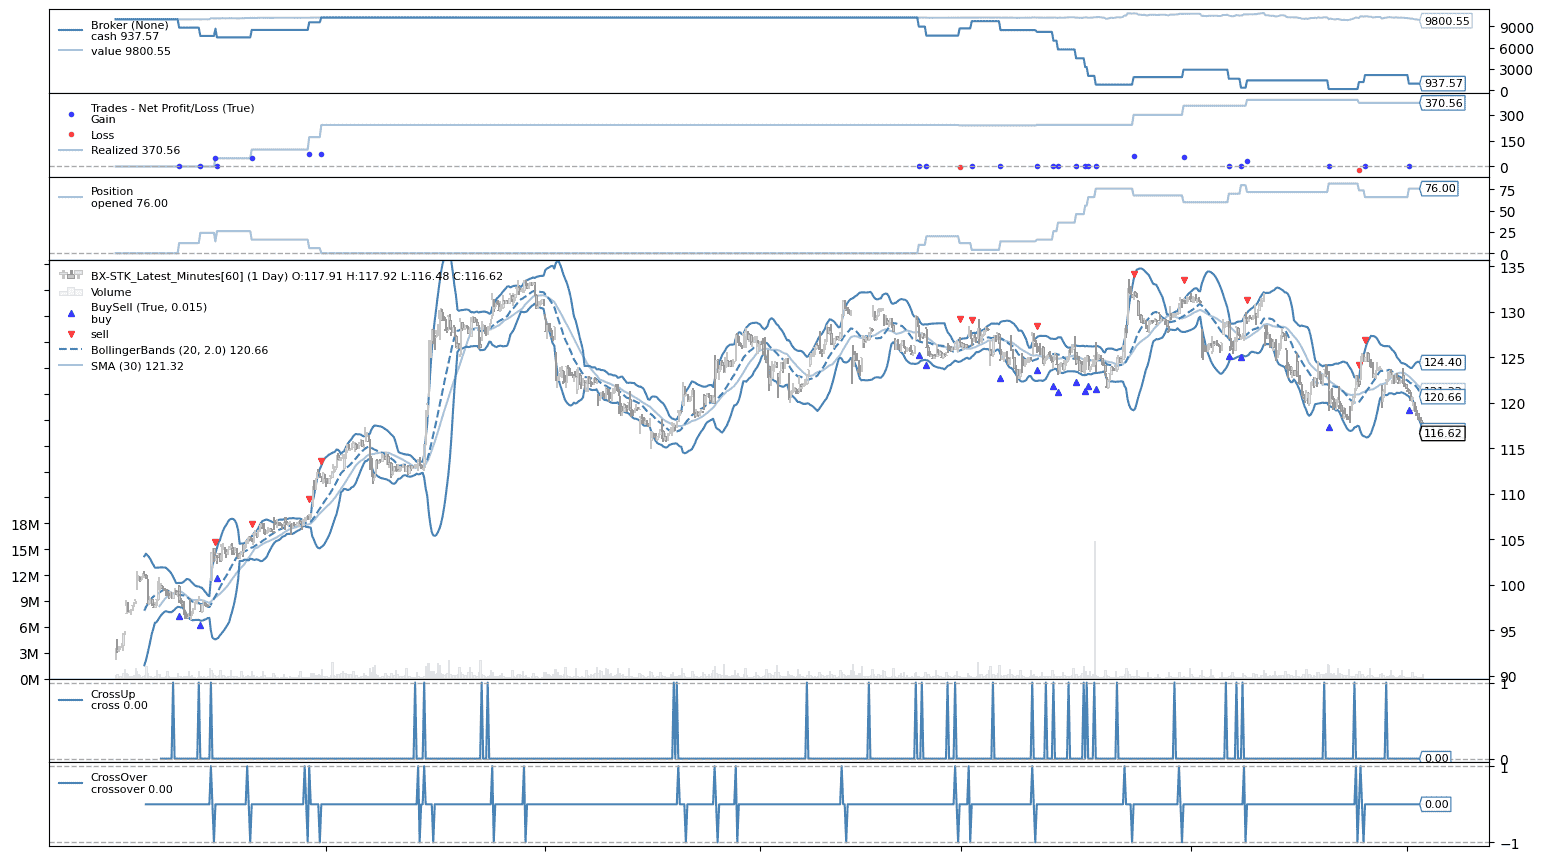 Broker (None)
cash 937.57
value 9800.55
9800.55
937.57
9000
6000
3000
0
Trades - Net Profit/Loss (True)
Gain
Loss
Realized 370.56
370.56
300
150
0
Position
opened 76.00
76.00
75
50
25
0
BX-STK_Latest_Minutes[60] (1 Day) O:117.91 H:117.92 L:116.48 C:116.62
Volume
BuySell (True, 0.015)
buy
sell
BollingerBands (20, 2.0) 120.66
SMA (30) 121.32
124.40
120.66
116.62
135
130
125
120
115
110
105
100
95
90
18M
15M
12M
9M
6M
3M
0M
CrossUp
cross 0.00
0.00
1
0
CrossOver
crossover 0.00
0.00
1
−1